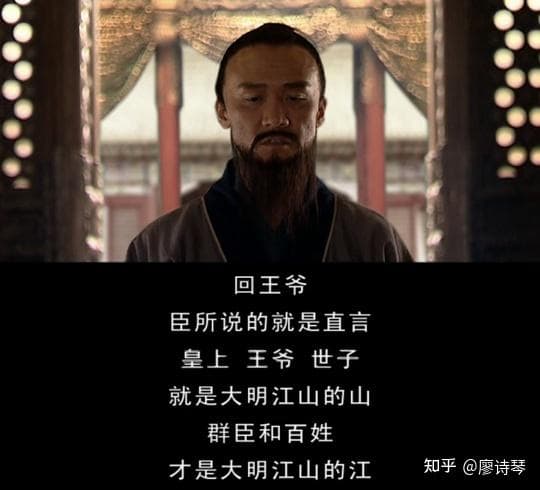 回王爷
臣所说的就是直言
皇上 王爷 世子
就是大明江山的山
群臣和百姓
才是大明江山的江
知乎 @廖诗琴